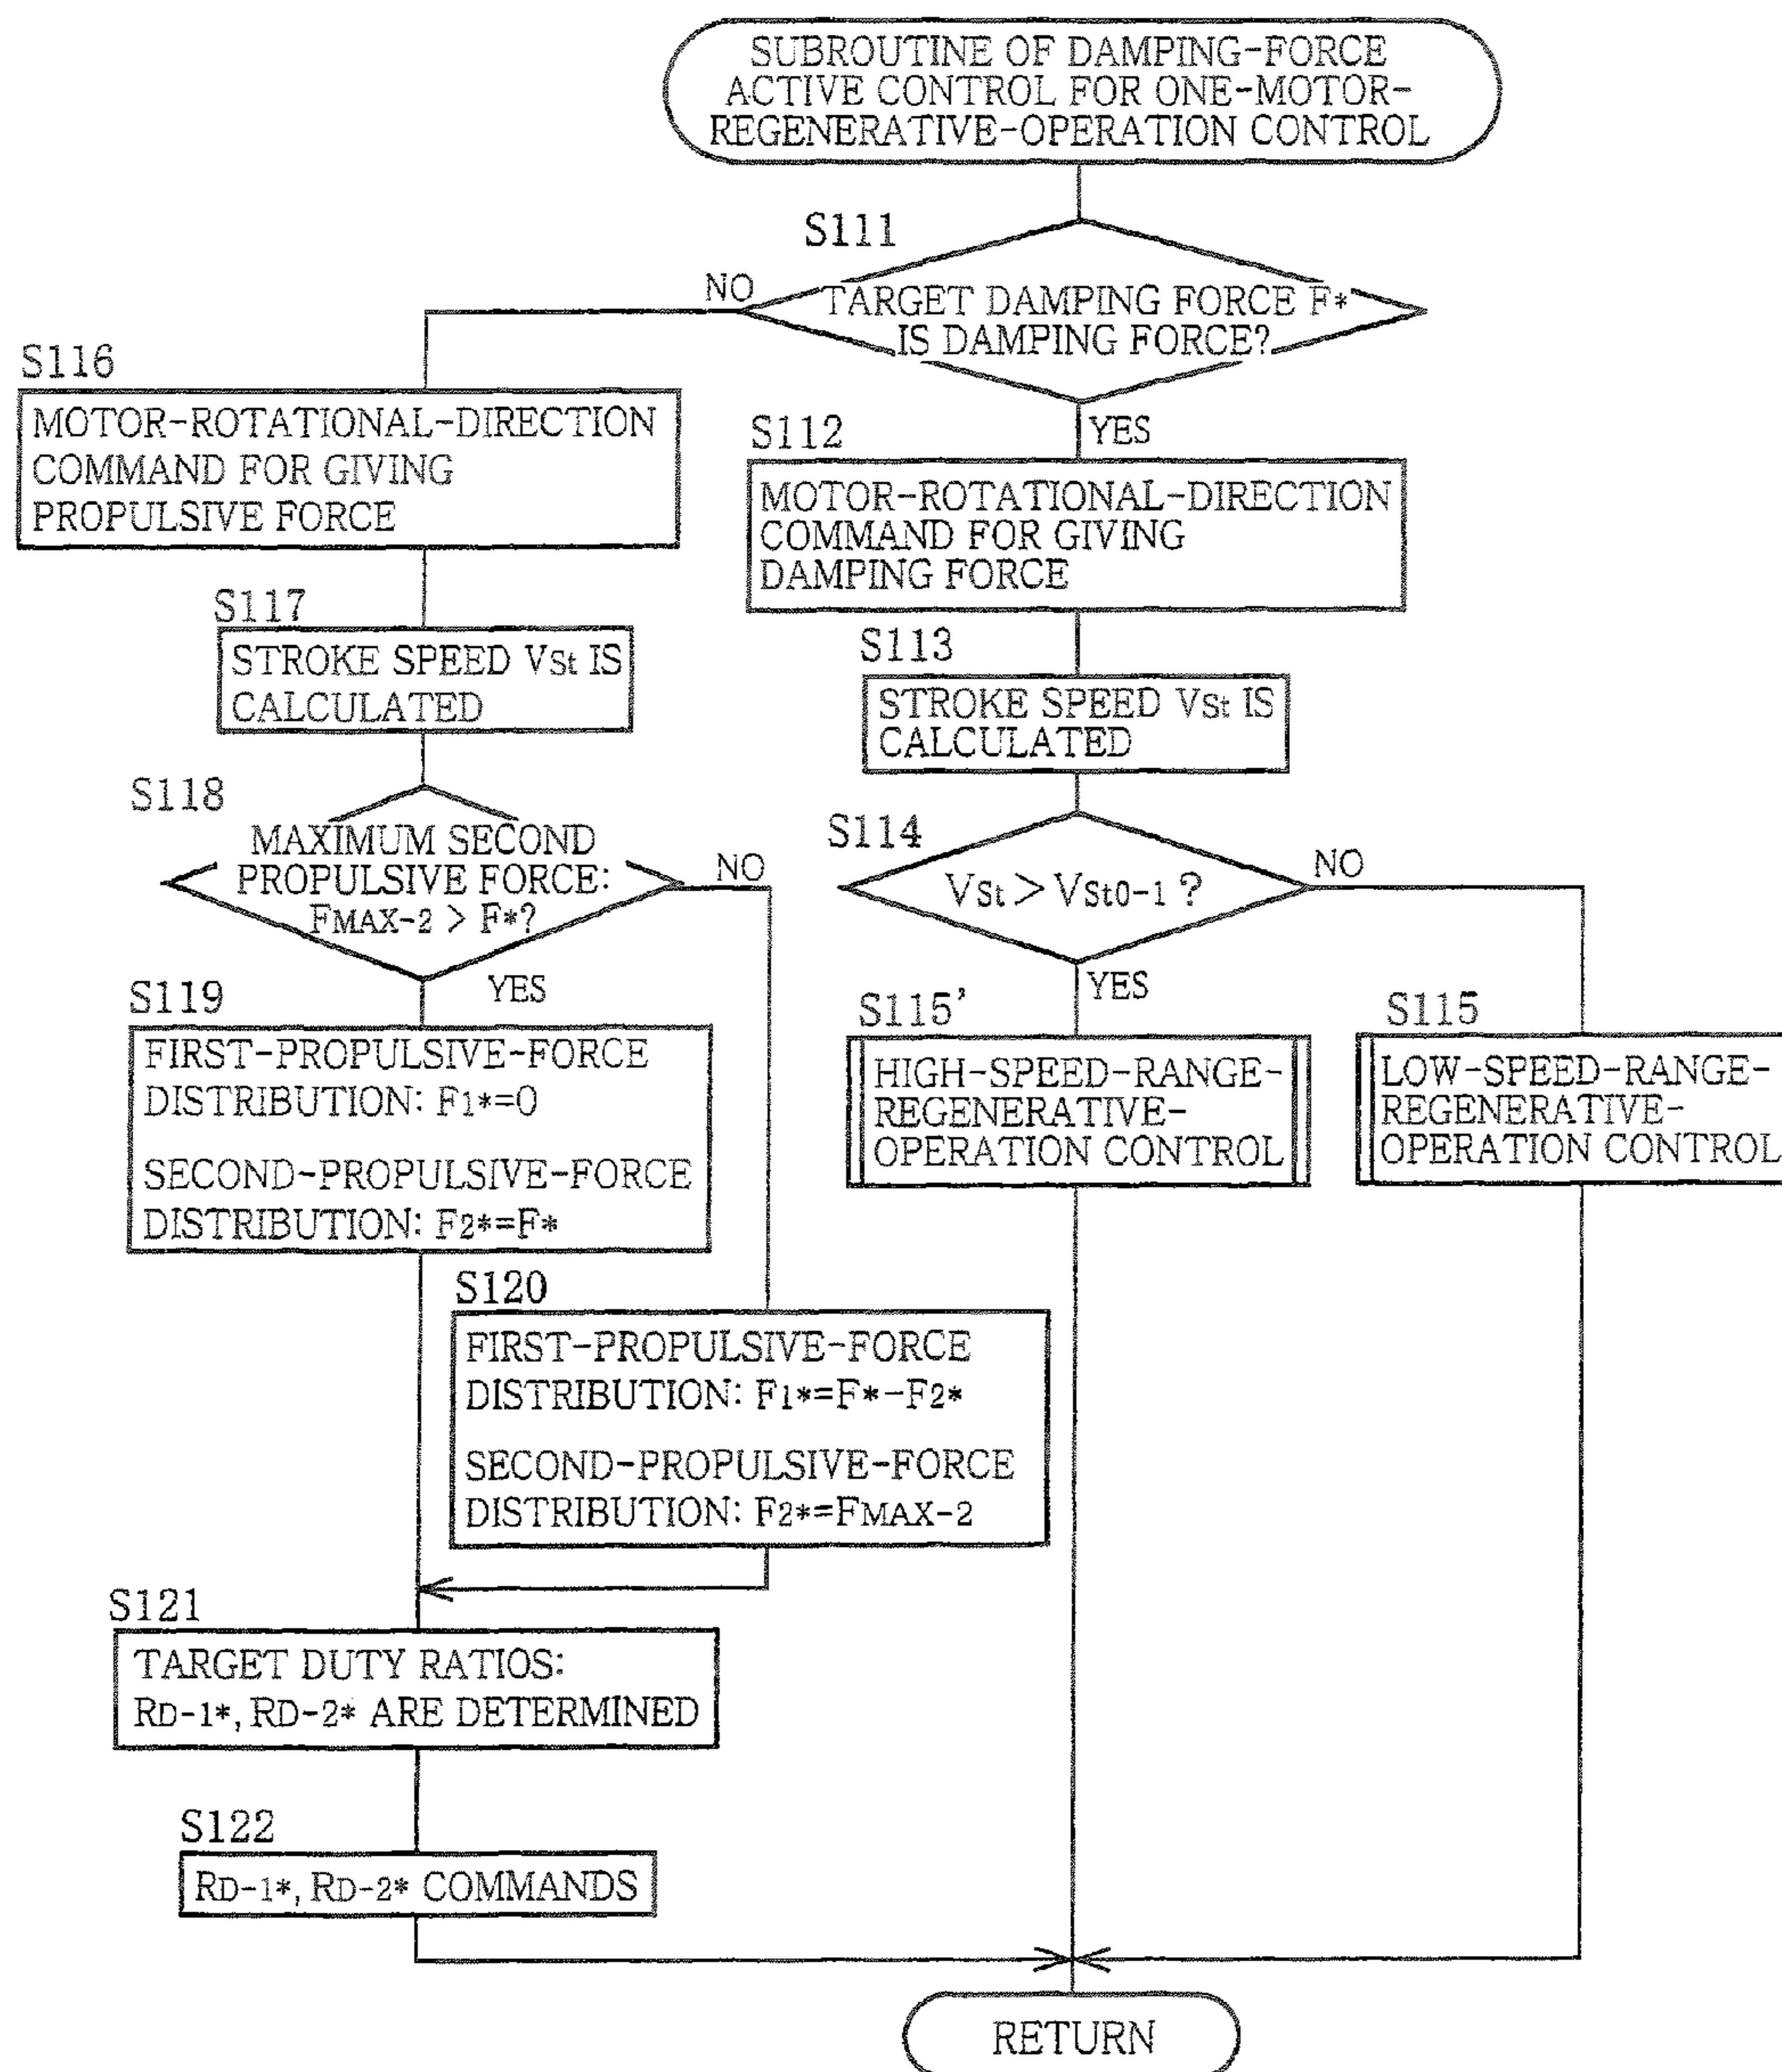 SUBROUTINE OF DAMPING-FORCE
ACTIVE CONTROL FOR ONE-MOTOR-
REGENERATIVE-OPERATION CONTROL
S111
NO
TARGET DAMPING FORCE F*
IS DAMPING FORCE?
YES
S116
MOTOR-ROTATIONAL-DIRECTION
COMMAND FOR GIVING
PROPULSIVE FORCE
S112
MOTOR-ROTATIONAL-DIRECTION
COMMAND FOR GIVING
DAMPING FORCE
S117
STROKE SPEED VSt IS
CALCULATED
S113
STROKE SPEED VSt IS
CALCULATED
S118
MAXIMUM SECOND
PROPULSIVE FORCE:
FMAX-2 > F*?
NO
YES
S114
VSt > VSt0-1 ?
NO
YES
S119
FIRST-PROPULSIVE-FORCE
DISTRIBUTION: F1*=0
SECOND-PROPULSIVE-FORCE
DISTRIBUTION: F2*=F*
S115'
HIGH-SPEED-RANGE-
REGENERATIVE-
OPERATION CONTROL
S115
LOW-SPEED-RANGE-
REGENERATIVE-
OPERATION CONTROL
S120
FIRST-PROPULSIVE-FORCE
DISTRIBUTION: F1*=F*-F2*
SECOND-PROPULSIVE-FORCE
DISTRIBUTION: F2*=FMAX-2
S121
TARGET DUTY RATIOS:
RD-1*, RD-2* ARE DETERMINED
S122
RD-1*, RD-2* COMMANDS
RETURN